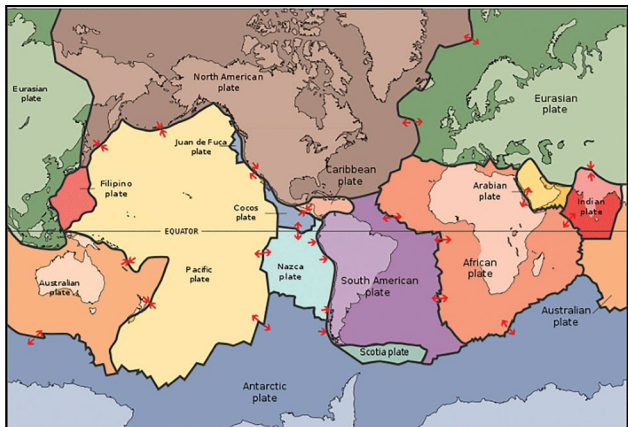 Eurasian
plate
North American
plate
Juan de Fuca
plate
Caribbean
plate
Filipino
plate
Cocos
plate
EQUATOR
Australian
plate
Pacific
plate
Nazca
plate
South American
plate
Scotia plate
Antarctic
plate
Eurasian
plate
Arabian
plate
Indian
plate
African
plate
Australian
plate